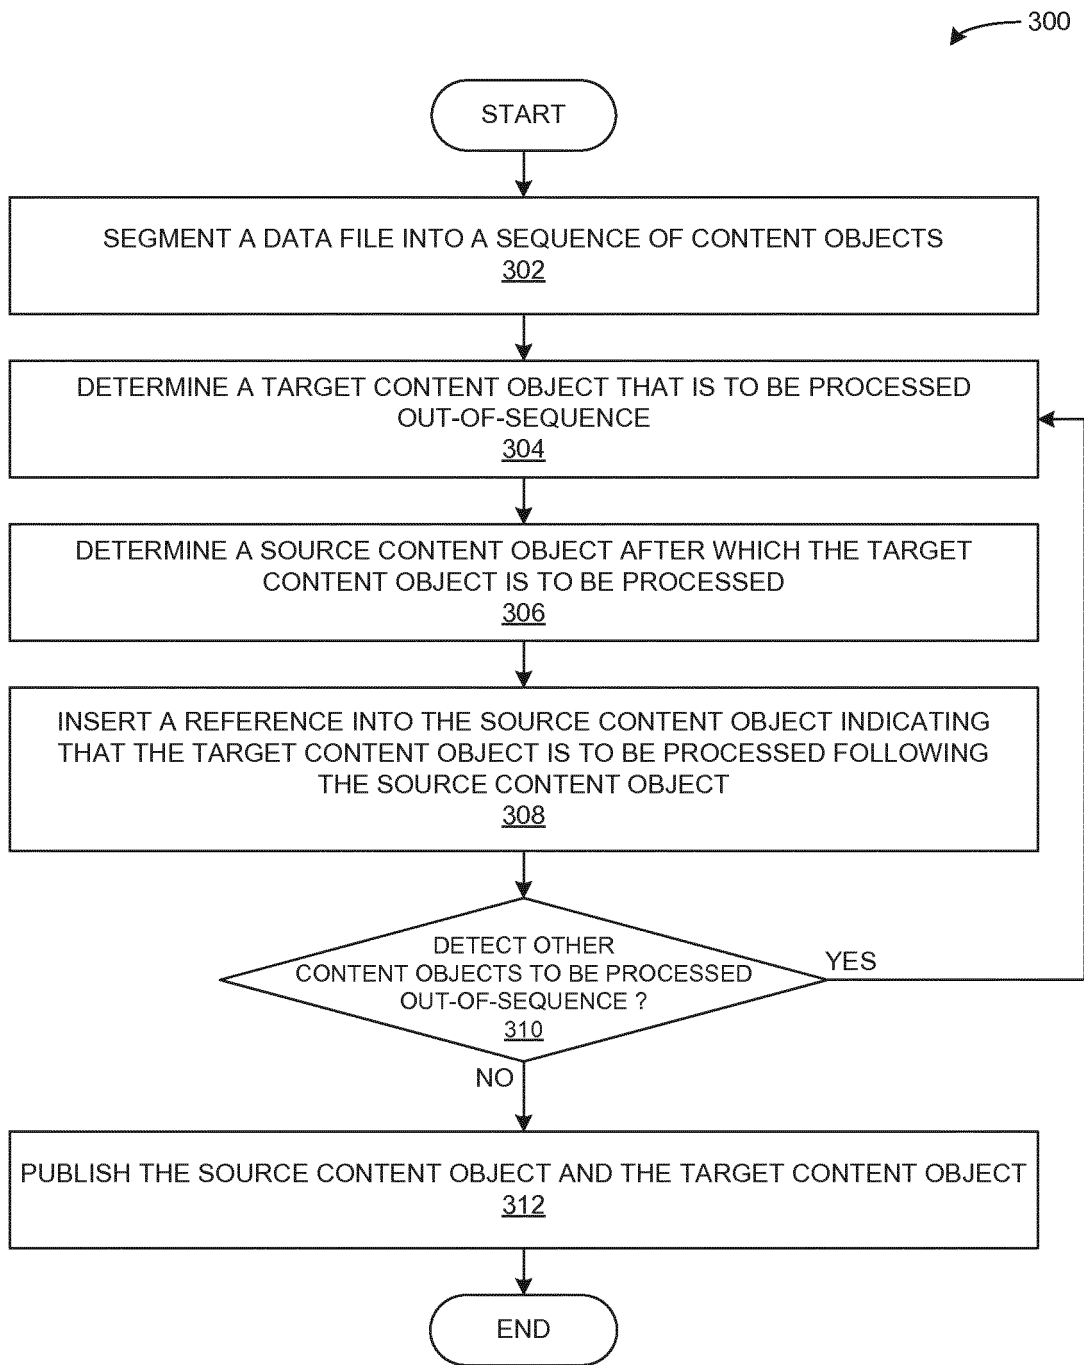 300
START
SEGMENT A DATA FILE INTO A SEQUENCE OF CONTENT OBJECTS
302
DETERMINE A TARGET CONTENT OBJECT THAT IS TO BE PROCESSED
OUT-OF-SEQUENCE
304
DETERMINE A SOURCE CONTENT OBJECT AFTER WHICH THE TARGET
CONTENT OBJECT IS TO BE PROCESSED
306
INSERT A REFERENCE INTO THE SOURCE CONTENT OBJECT INDICATING
THAT THE TARGET CONTENT OBJECT IS TO BE PROCESSED FOLLOWING
THE SOURCE CONTENT OBJECT
308
DETECT OTHER
CONTENT OBJECTS TO BE PROCESSED
OUT-OF-SEQUENCE ?
310
YES
NO
PUBLISH THE SOURCE CONTENT OBJECT AND THE TARGET CONTENT OBJECT
312
END